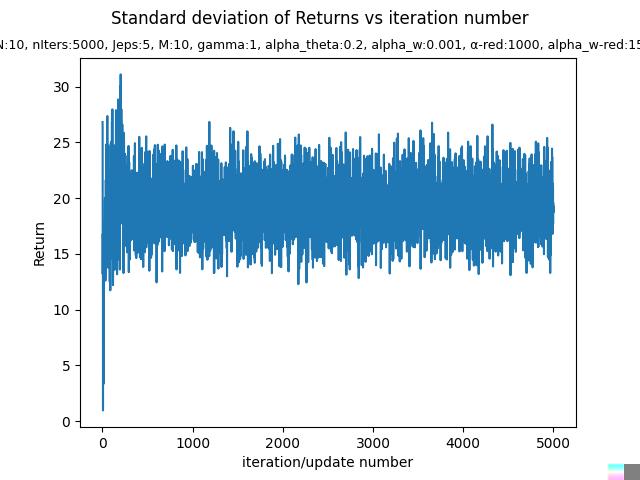 Standard deviation of Returns vs iteration number
N:10, nIters:5000, Jeps:5, M:10, gamma:1, alpha_theta:0.2, alpha_w:0.001, α-red:1000, alpha_w-red:15
30
25
20
15
10
5
0
Return
0 1000 2000 3000 4000 5000
iteration/update number